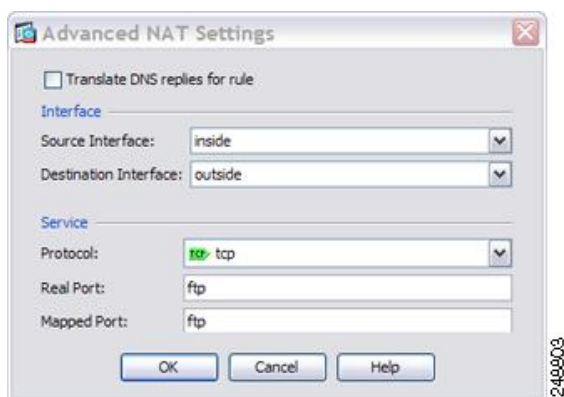 Advanced NAT Settings
Translate DNS replies for rule
Interface
Source Interface: inside
Destination Interface: outside
Service
Protocol: TCP tcp
Real Port: ftp
Mapped Port: ftp
OK Cancel Help
248803